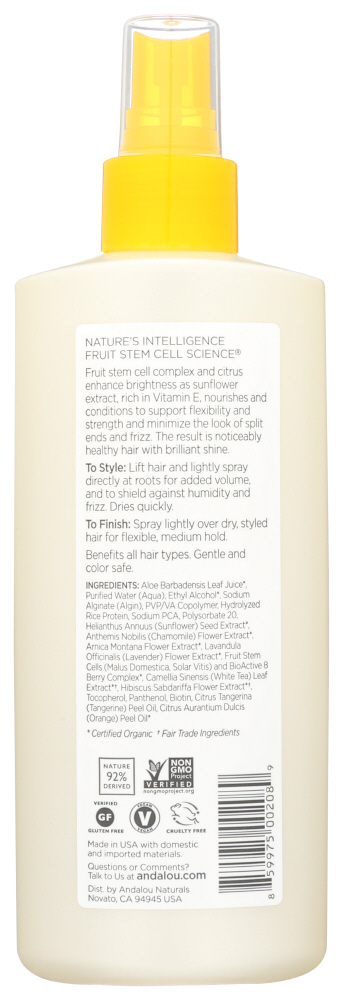 NATURE'S INTELLIGENCE
FRUIT STEM CELL SCIENCE®
Fruit stem cell complex and citrus
enhance brightness as sunflower
extract, rich in Vitamin E, nourishes and
conditions to support flexibility and
strength and minimize the look of split
ends and frizz. The result is noticeably
healthy hair with brilliant shine.
To Style: Lift hair and lightly spray
directly at roots for added volume,
and to shield against humidity and
frizz. Dries quickly.
To Finish: Spray lightly over dry, styled
hair for flexible, medium hold.
Benefits all hair types. Gentle and
color safe.
INGREDIENTS: Aloe Barbadensis Leaf Juice*,
Purified Water (Aqua), Ethyl Alcohol*, Sodium
Alginate (Algin), PVP/VA Copolymer, Hydrolyzed
Rice Protein, Sodium PCA, Polysorbate 20,
Helianthus Annuus (Sunflower) Seed Extract*,
Anthemis Nobilis (Chamomile) Flower Extract*,
Arnica Montana Flower Extract*, Lavandula
Officinalis (Lavender) Flower Extract*, Fruit Stem
Cells (Malus Domestica, Solar Vitis) and BioActive 8
Berry Complex*, Camellia Sinensis (White Tea) Leaf
Extract*†, Hibiscus Sabdariffa Flower Extract*†,
Tocopherol, Panthenol, Biotin, Citrus Tangerina
(Tangerine) Peel Oil, Citrus Aurantium Dulcis
(Orange) Peel Oil*
* Certified Organic † Fair Trade Ingredients
NATURE
92%
DERIVED
NON
GMO
Project
VERIFIED
nongmoproject.org
VERIFIED
GF
GLUTEN FREE
VEGAN
V
VEGAN
CRUELTY FREE
Made in USA with domestic
and imported materials.
Questions or Comments?
Talk to Us at andalou.com
Dist. by Andalou Naturals
Novato, CA 94945 USA
8 59975 00208 9